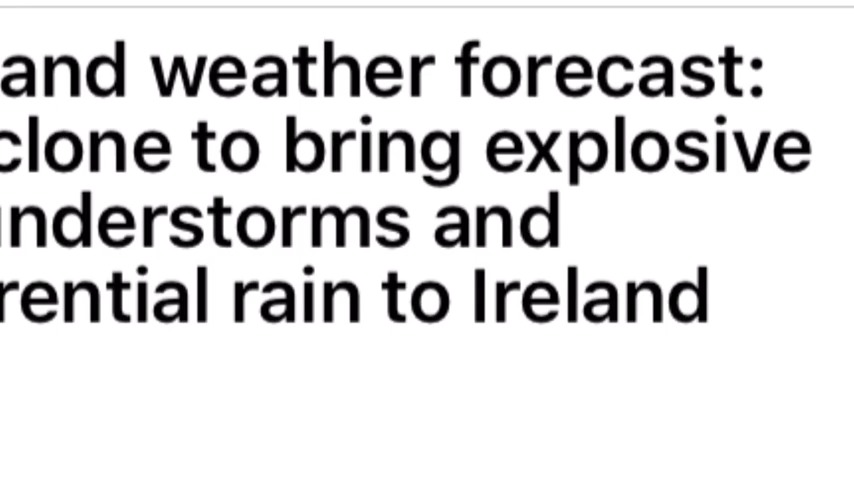 and weather forecast:
clone to bring explosive
understorms and
rential rain to Ireland